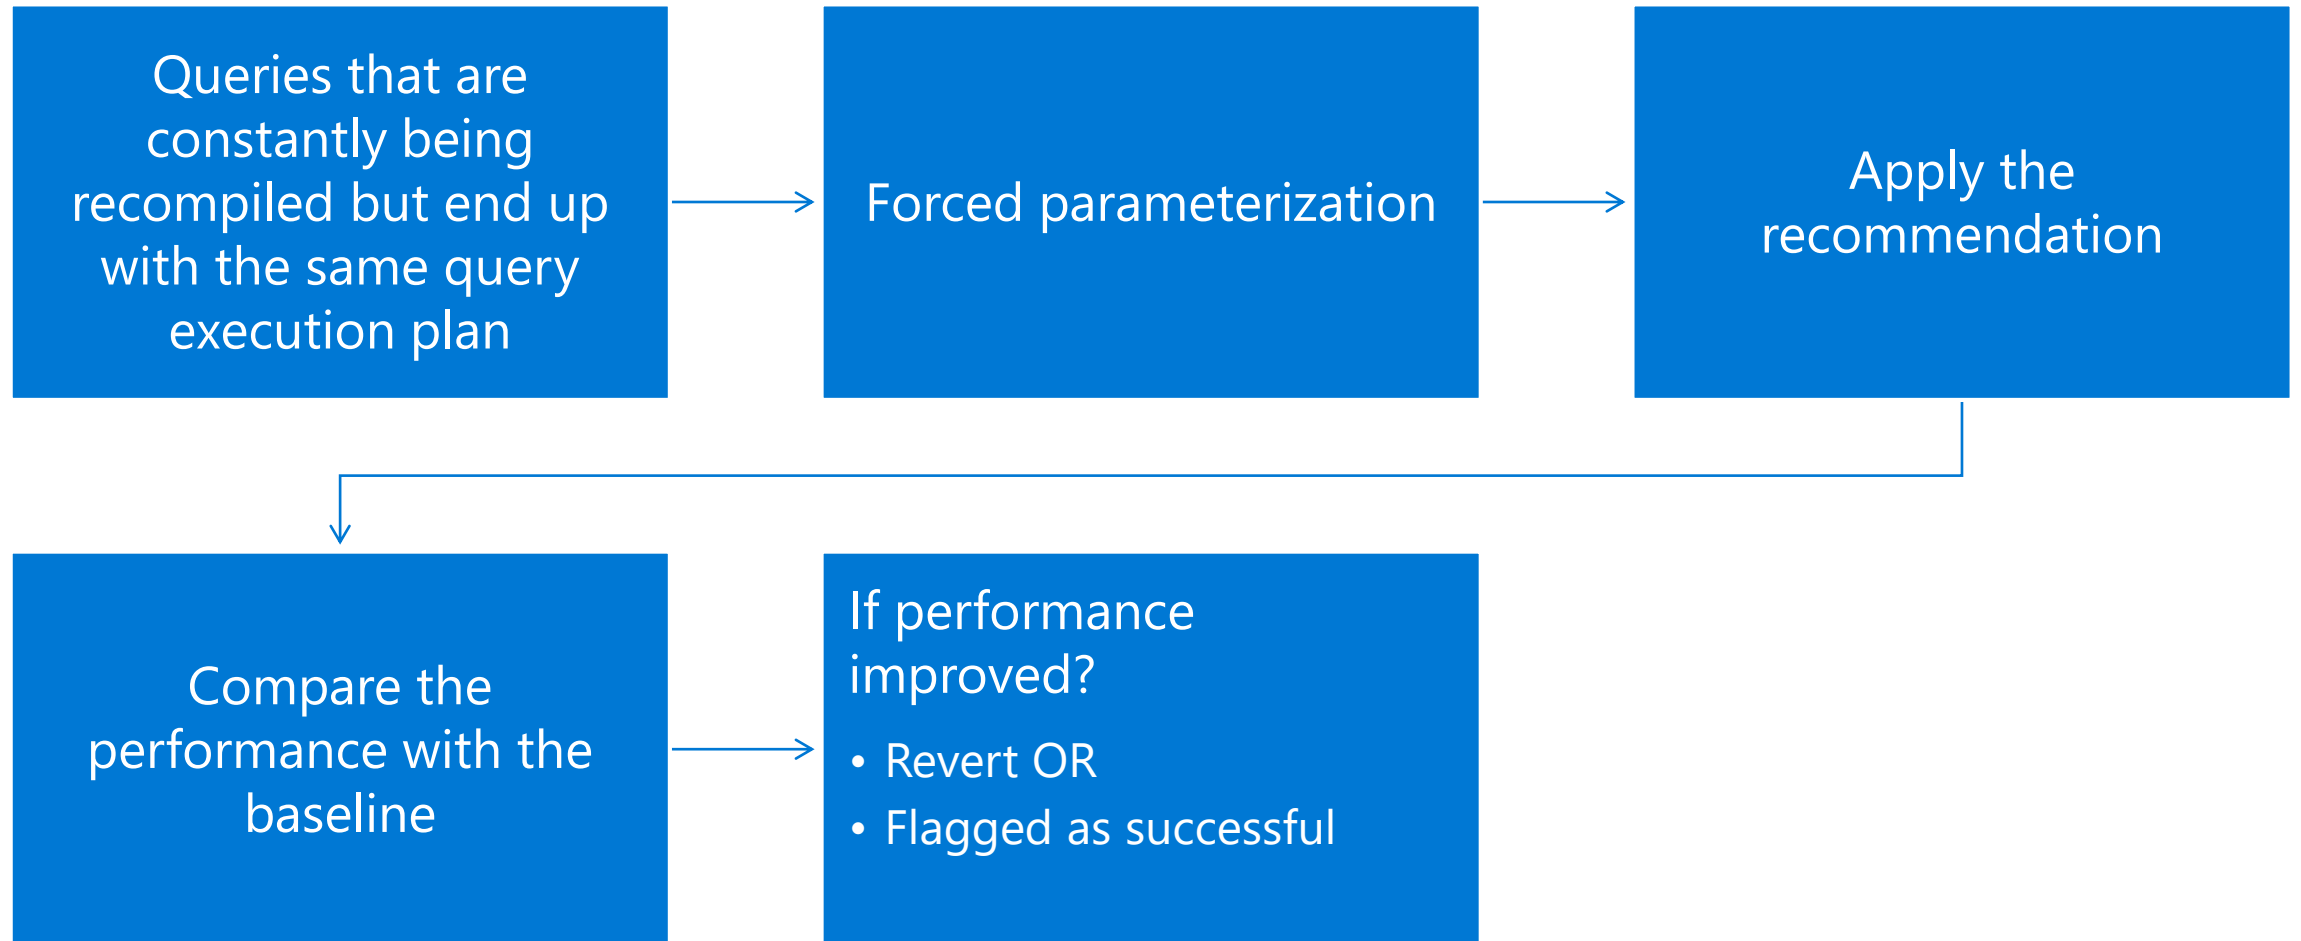 Queries that are
constantly being
recompiled but end up
with the same query
execution plan
Forced parameterization
Apply the
recommendation
Compare the
performance with the
baseline
If performance
improved?
• Revert OR
• Flagged as successful